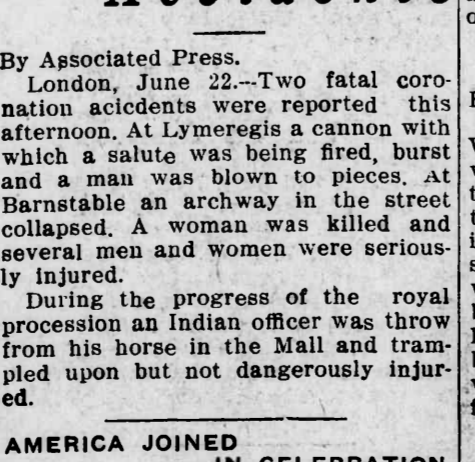 By Associated Press.
London, June 22.--Two fatal coro-
nation acicdents were reported this
afternoon. At Lymeregis a cannon with
which a salute was being fired, burst
and a man was blown to pieces. At
Barnstable an archway in the street
collapsed. A woman was killed and
several men and women were serious-
ly injured.
During the progress of the royal
procession an Indian officer was throw
from his horse in the Mall and tram-
pled upon but not dangerously injur-
ed.
AMERICA JOINED
IN CELEBRATION